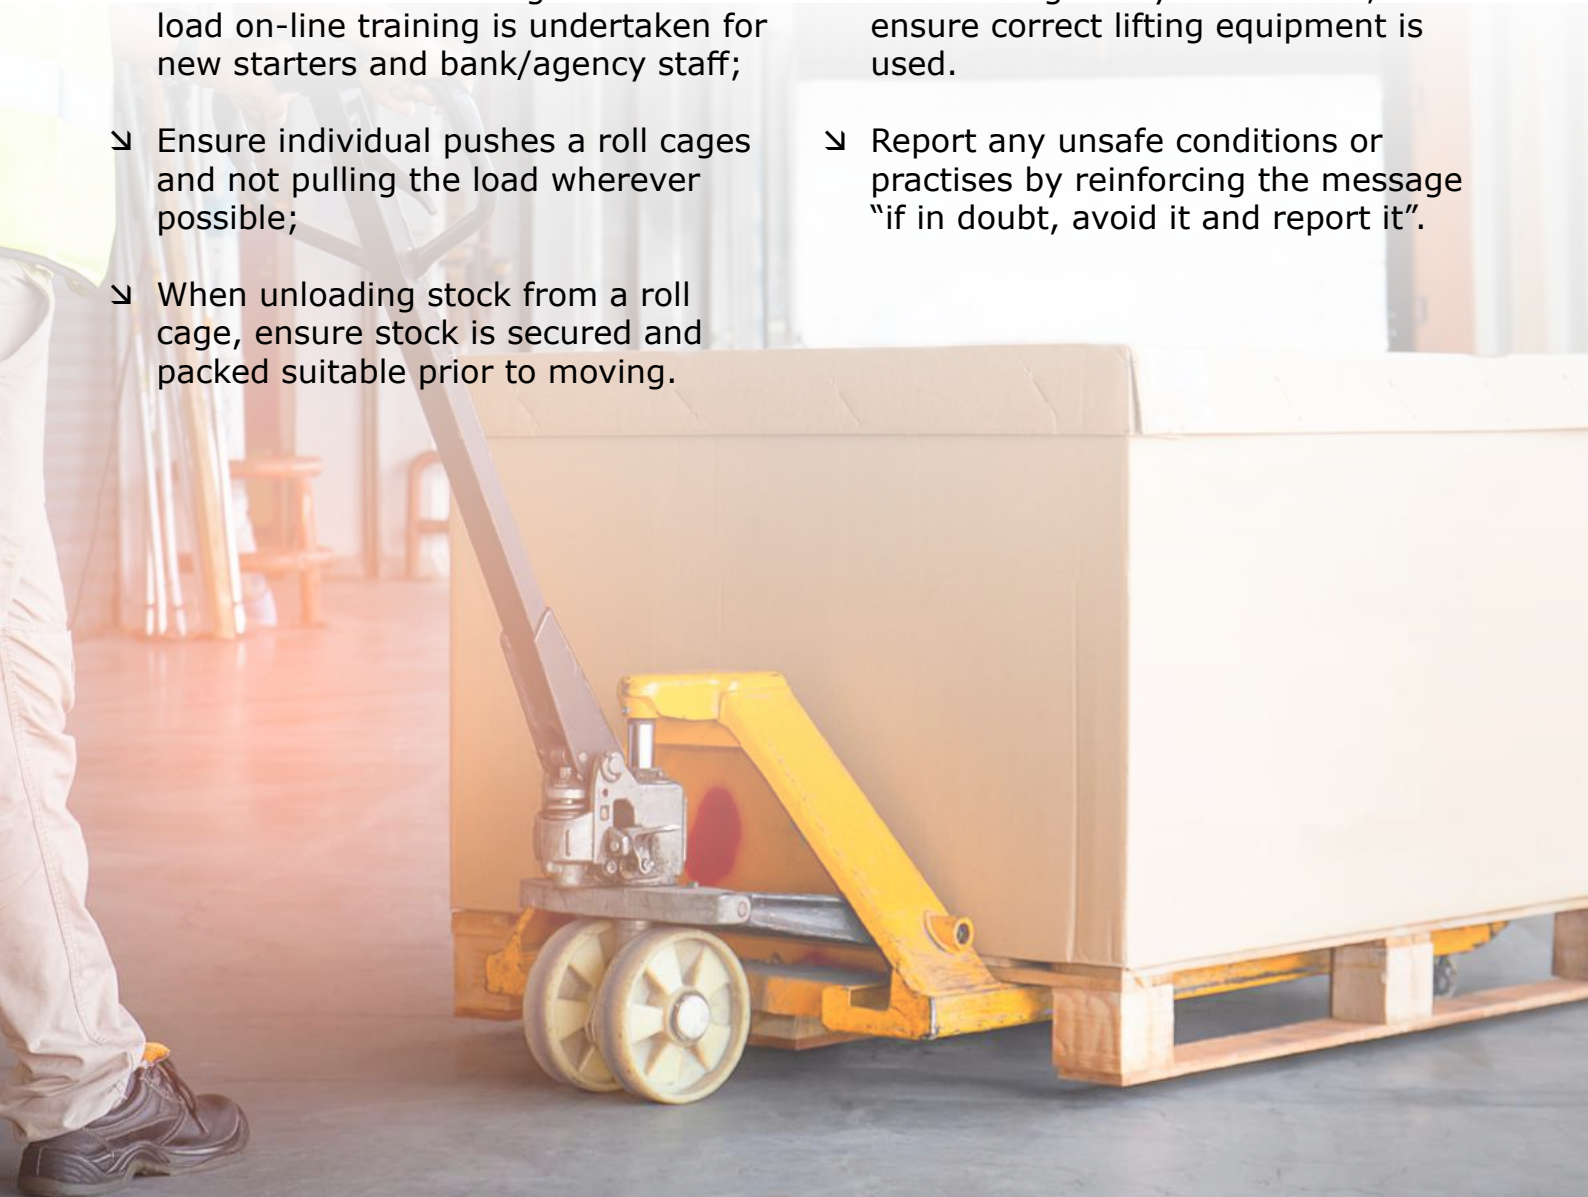 load on-line training is undertaken for
new starters and bank/agency staff;
↘ Ensure individual pushes a roll cages
and not pulling the load wherever
possible;
↘ When unloading stock from a roll
cage, ensure stock is secured and
packed suitable prior to moving.
ensure correct lifting equipment is
used.
↘ Report any unsafe conditions or
practises by reinforcing the message
“if in doubt, avoid it and report it”.